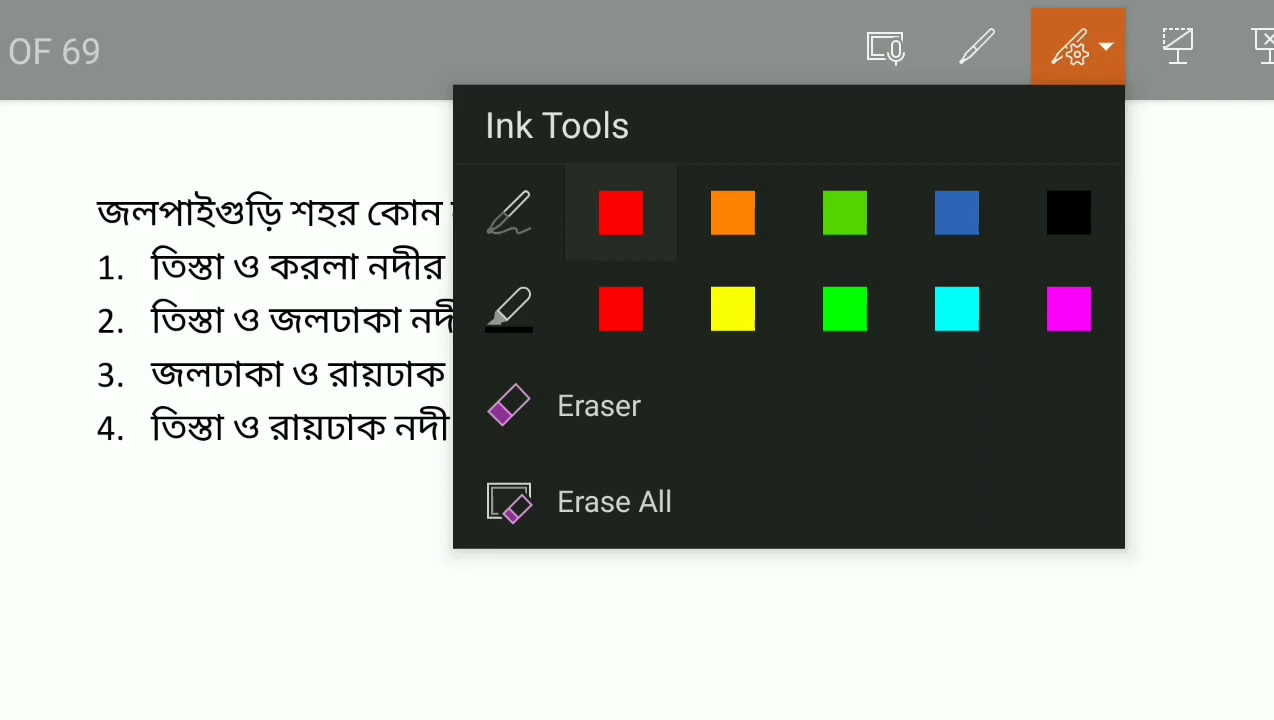 OF 69
Ink Tools
জলপাইগুড়ি শহর কোন
1. তিস্তা ও করলা নদীর
2. তিস্তা ও জলঢাকা
3. জলঢাকা ও রায়ঢাক
4. তিস্তা ও রায়ঢাক নদী
Eraser
Erase All